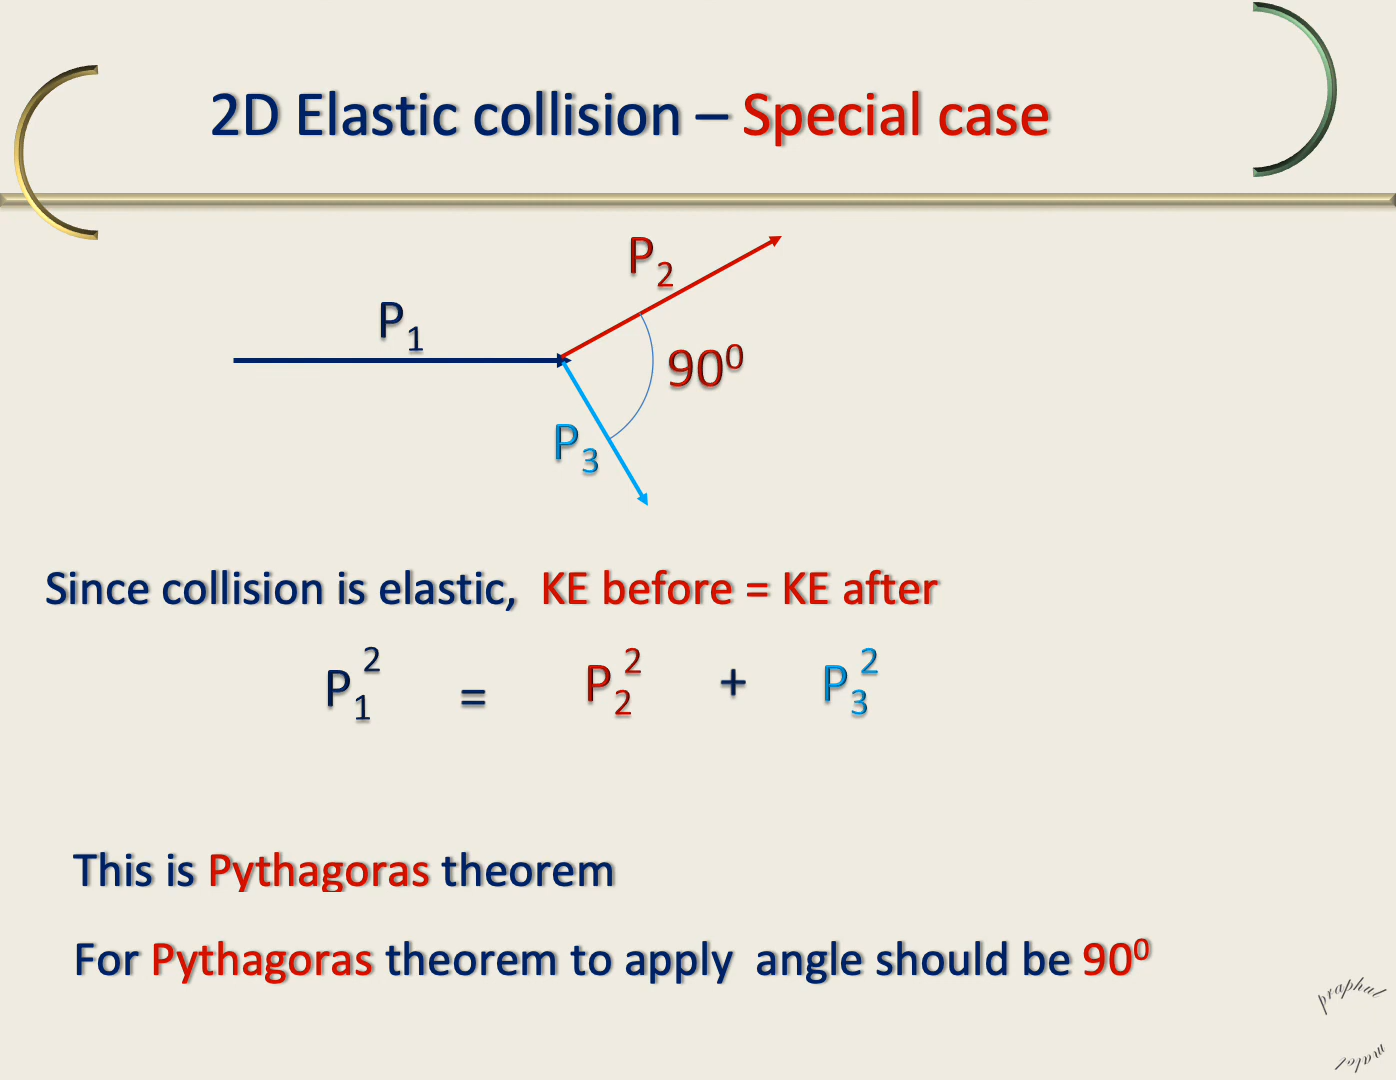 2D Elastic collision – Special case
P₂
P₁
90⁰
P₃
Since collision is elastic, KE before = KE after
P₁² = P₂² + P₃²
This is Pythagoras theorem
For Pythagoras theorem to apply angle should be 90⁰
praphul